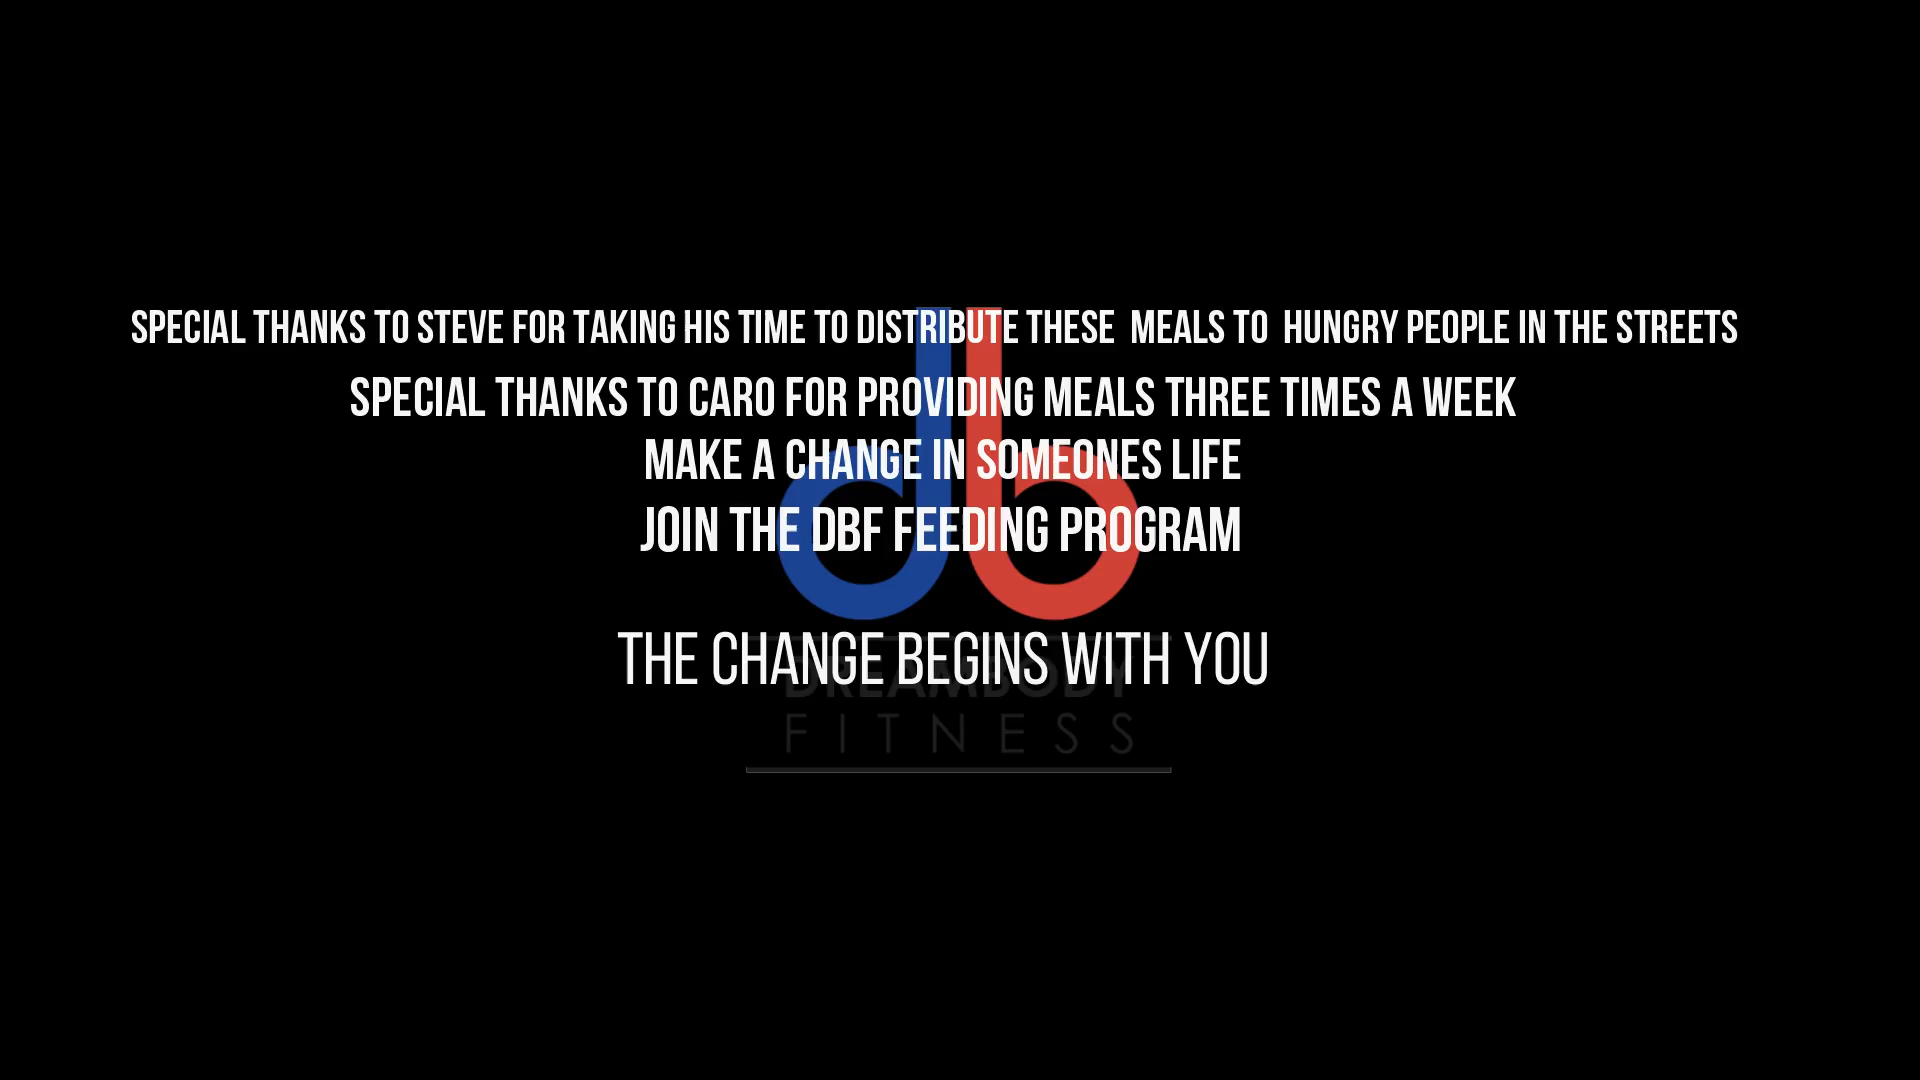 SPECIAL THANKS TO STEVE FOR TAKING HIS TIME TO DISTRIBUTE THESE  MEALS TO  HUNGRY PEOPLE IN THE STREETS
SPECIAL THANKS TO CARO FOR PROVIDING MEALS THREE TIMES A WEEK
MAKE A CHANGE IN SOMEONES LIFE
JOIN THE DBF FEEDING PROGRAM
db
THE CHANGE BEGINS WITH YOU
DREAMBODY
FITNESS